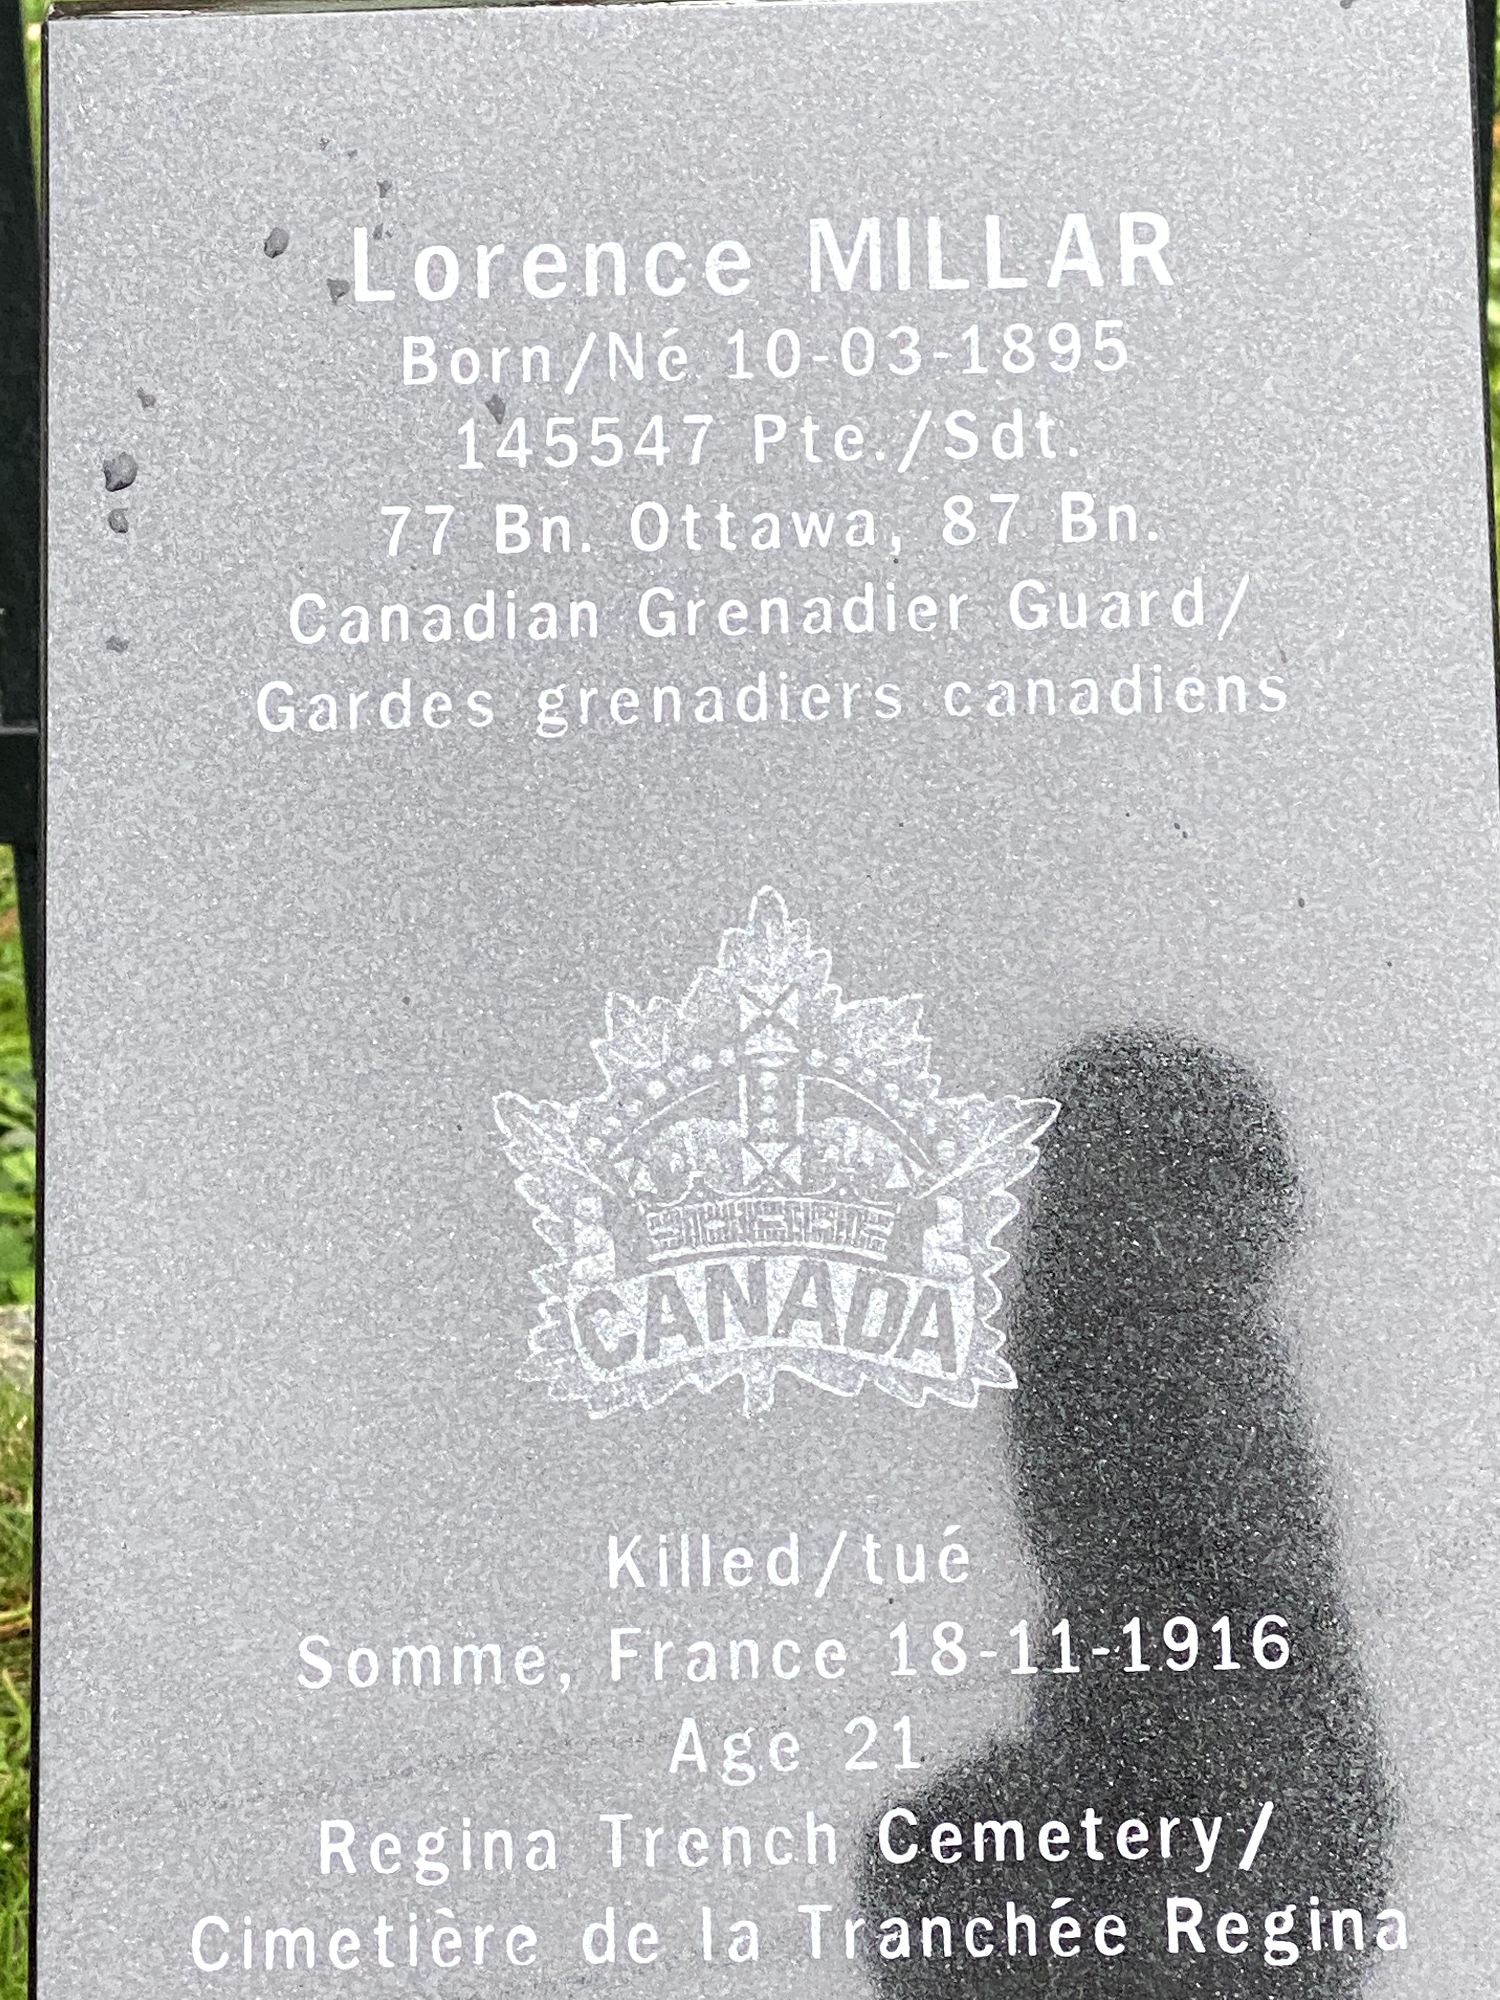 Lorence MILLAR
Born/Né 10-03-1895
145547 Pte./Sdt.
77 Bn. Ottawa, 87 Bn.
Canadian Grenadier Guard/
Gardes grenadiers canadiens
CANADA
Killed/tué
Somme, France 18-11-1916
Age 21
Regina Trench Cemetery/
Cimetière de la Tranchée Regina